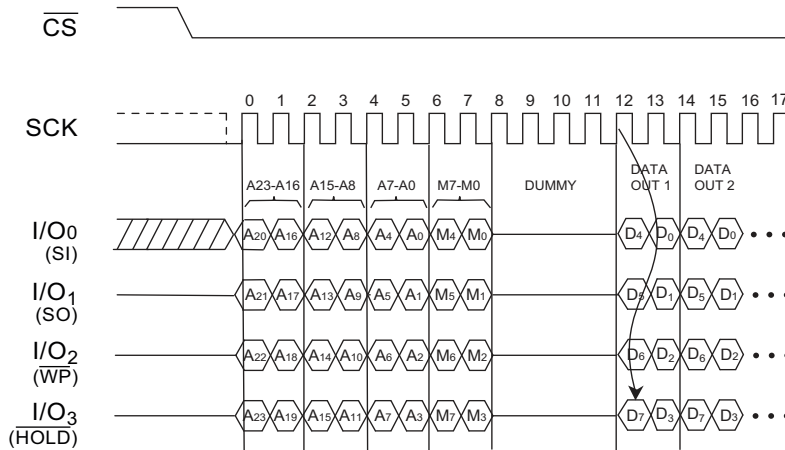 CS
0 1 2 3 4 5 6 7 8 9 10 11 12 13 14 15 16 17
SCK
A23-A16 A15-A8 A7-A0 M7-M0 DUMMY DATA OUT 1 DATA OUT 2
I/O0 A20 A16 A12 A8 A4 A0 M4 M0 D4 D0 D4 D0 • • •
(SI)
I/O1 A21 A17 A13 A9 A5 A1 M5 M1 D5 D1 D5 D1 • • •
(SO)
I/O2 A22 A18 A14 A10 A6 A2 M6 M2 D6 D2 D6 D2 • • •
(WP)
I/O3 A23 A19 A15 A11 A7 A3 M7 M3 D7 D3 D7 D3 • • •
(HOLD)